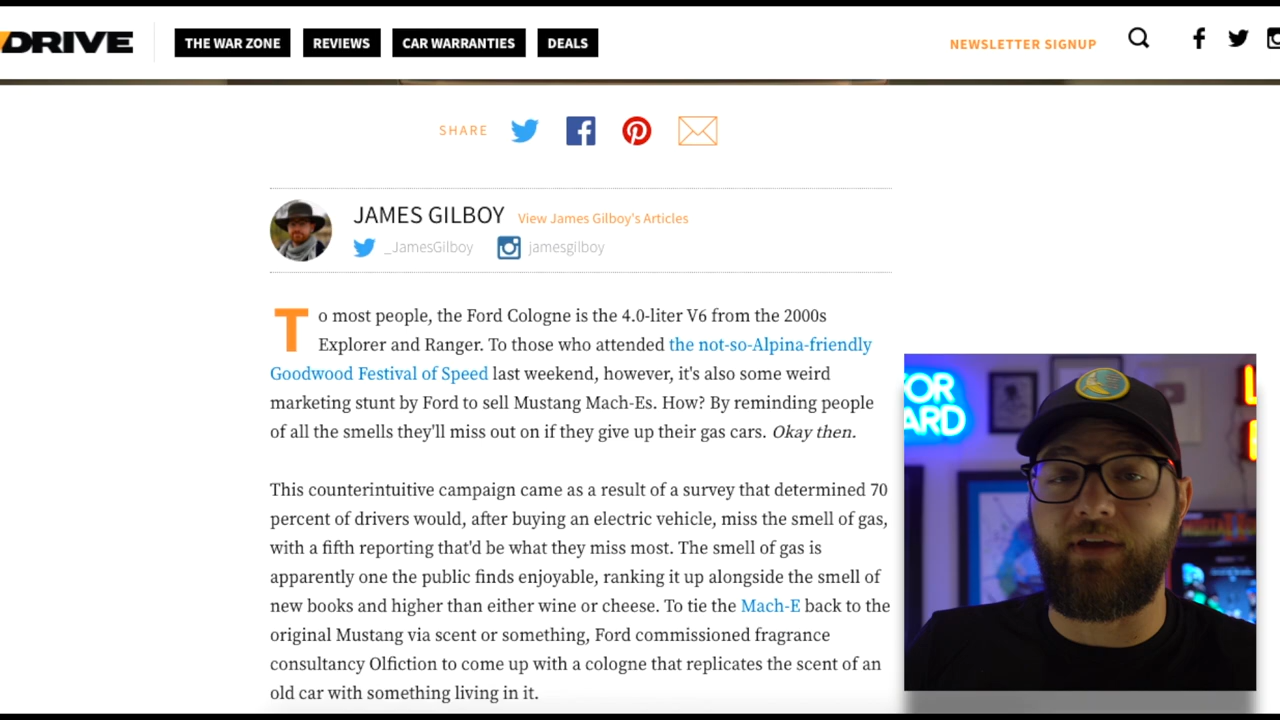 DRIVE
THE WAR ZONE
REVIEWS
CAR WARRANTIES
DEALS
NEWSLETTER SIGNUP
SHARE
JAMES GILBOY View James Gilboy's Articles
_JamesGilboy jamesgilboy
To most people, the Ford Cologne is the 4.0-liter V6 from the 2000s
Explorer and Ranger. To those who attended the not-so-Alpina-friendly
Goodwood Festival of Speed last weekend, however, it's also some weird
marketing stunt by Ford to sell Mustang Mach-Es. How? By reminding people
of all the smells they'll miss out on if they give up their gas cars. Okay then.
This counterintuitive campaign came as a result of a survey that determined 70
percent of drivers would, after buying an electric vehicle, miss the smell of gas,
with a fifth reporting that'd be what they miss most. The smell of gas is
apparently one the public finds enjoyable, ranking it up alongside the smell of
new books and higher than either wine or cheese. To tie the Mach-E back to the
original Mustang via scent or something, Ford commissioned fragrance
consultancy Olfiction to come up with a cologne that replicates the scent of an
old car with something living in it.
OR
ARD